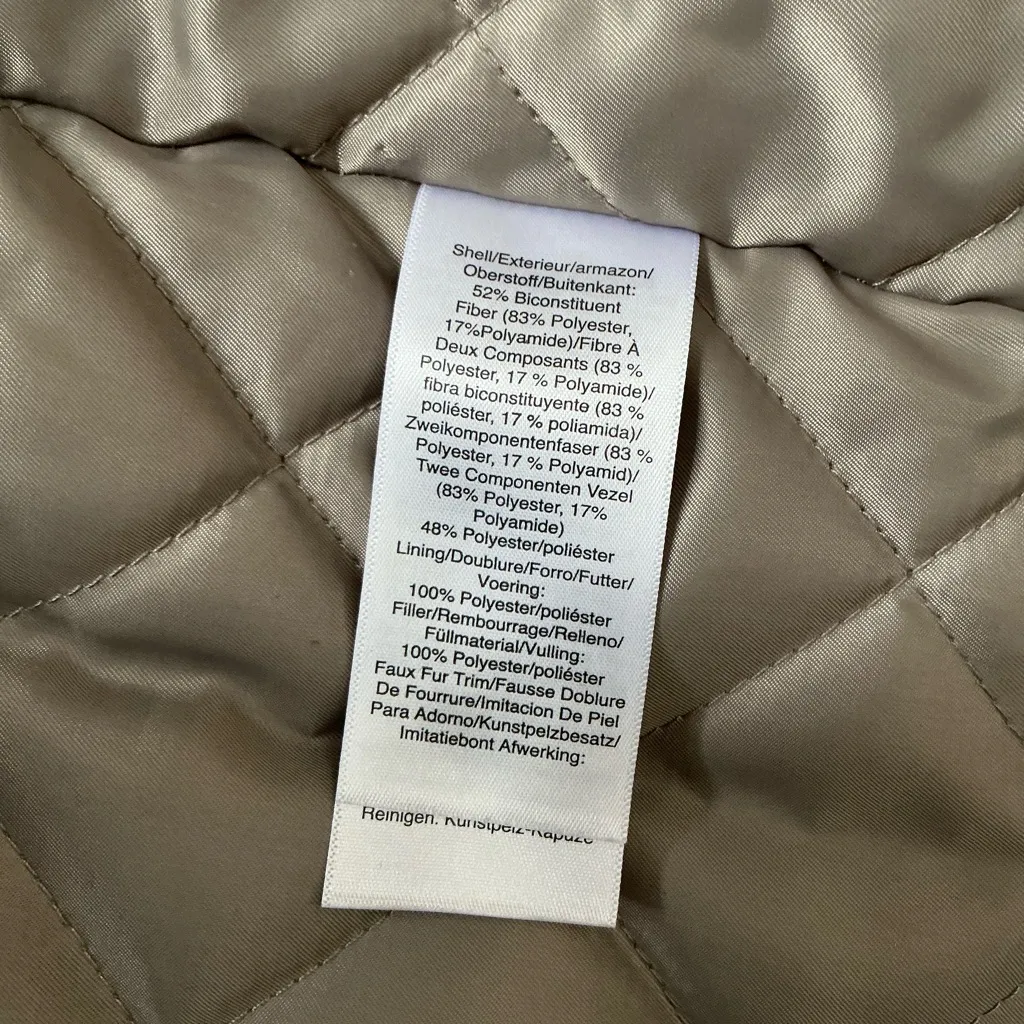 Shell/Exterieur/armazon/
Oberstoff/Buitenkant:
52% Biconstituent
Fiber (83% Polyester,
17%Polyamide)/Fibre À
Deux Composants (83 %
Polyester, 17 % Polyamide)/
fibra biconstituyente (83 %
poliéster, 17 % poliamida)/
Zweikomponentenfaser (83 %
Polyester, 17 % Polyamid)/
Twee Componenten Vezel
(83% Polyester, 17%
Polyamide)
48% Polyester/poliéster
Lining/Doublure/Forro/Futter/
Voering:
100% Polyester/poliéster
Filler/Rembourrage/Relleno/
Füllmaterial/Vulling:
100% Polyester/poliéster
Faux Fur Trim/Fausse Doublure
De Fourrure/Imitacion De Piel
Para Adorno/Kunstpelzbesatz/
Imitatiebont Afwerking:
Reinigen. Kunstpelz-Kapuze